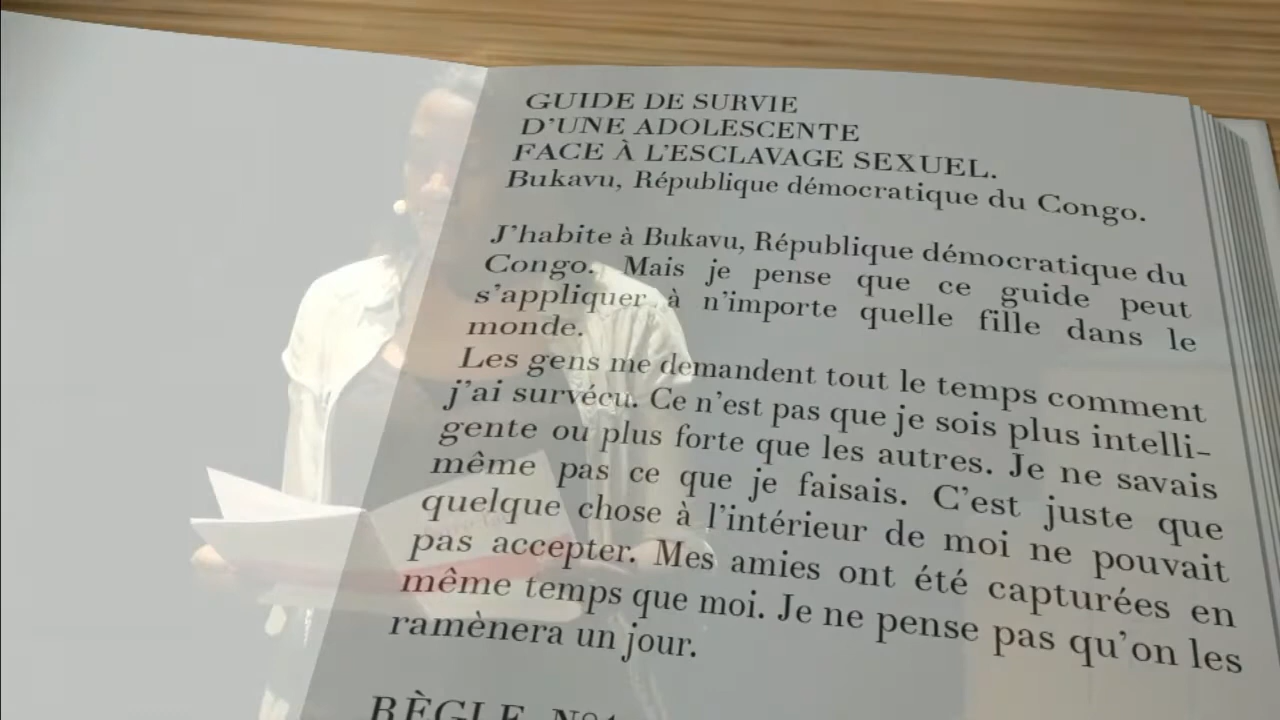 GUIDE DE SURVIE
D'UNE ADOLESCENTE
FACE À L'ESCLAVAGE SEXUEL.
Bukavu, République démocratique du Congo.
J'habite à Bukavu, République démocratique du
Congo. Mais je pense que ce guide peut
s'appliquer à n'importe quelle fille dans le
monde.
Les gens me demandent tout le temps comment
j'ai survécu. Ce n'est pas que je sois plus intelli-
gente ou plus forte que les autres. Je ne savais
même pas ce que je faisais. C'est juste que
quelque chose à l'intérieur de moi ne pouvait
pas accepter. Mes amies ont été capturées en
même temps que moi. Je ne pense pas qu'on les
ramènera un jour.
RÈGLE